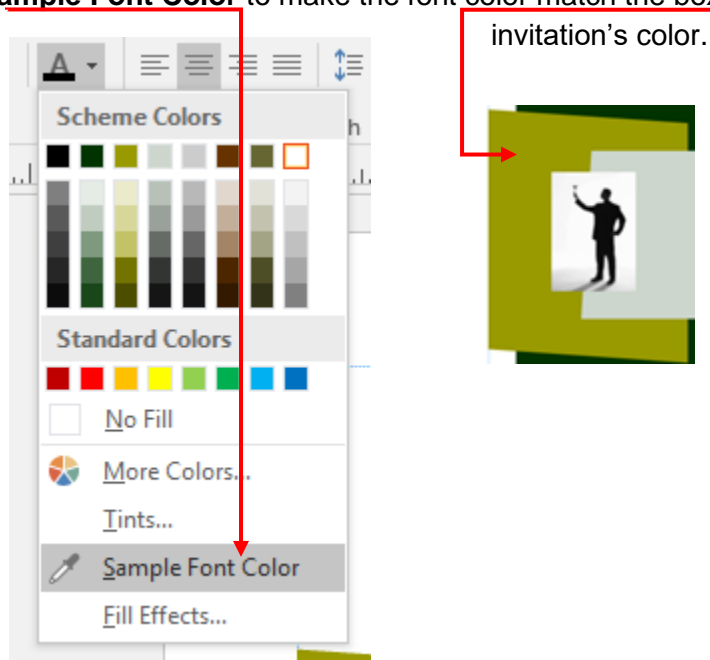 ample Font Color to make the font color match the box
invitation’s color.
A
h
Scheme Colors
Standard Colors
No Fill
More Colors...
Tints...
Sample Font Color
Fill Effects...